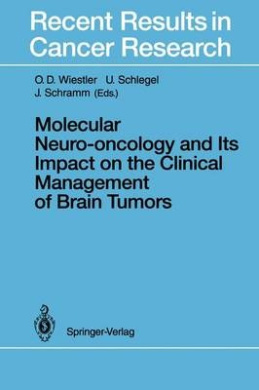 Recent Results in
Cancer Research
O. D. Wiestler U. Schlegel
J. Schramm (Eds.)
Molecular
Neuro-oncology and Its
Impact on the Clinical
Management
of Brain Tumors
Springer-Verlag